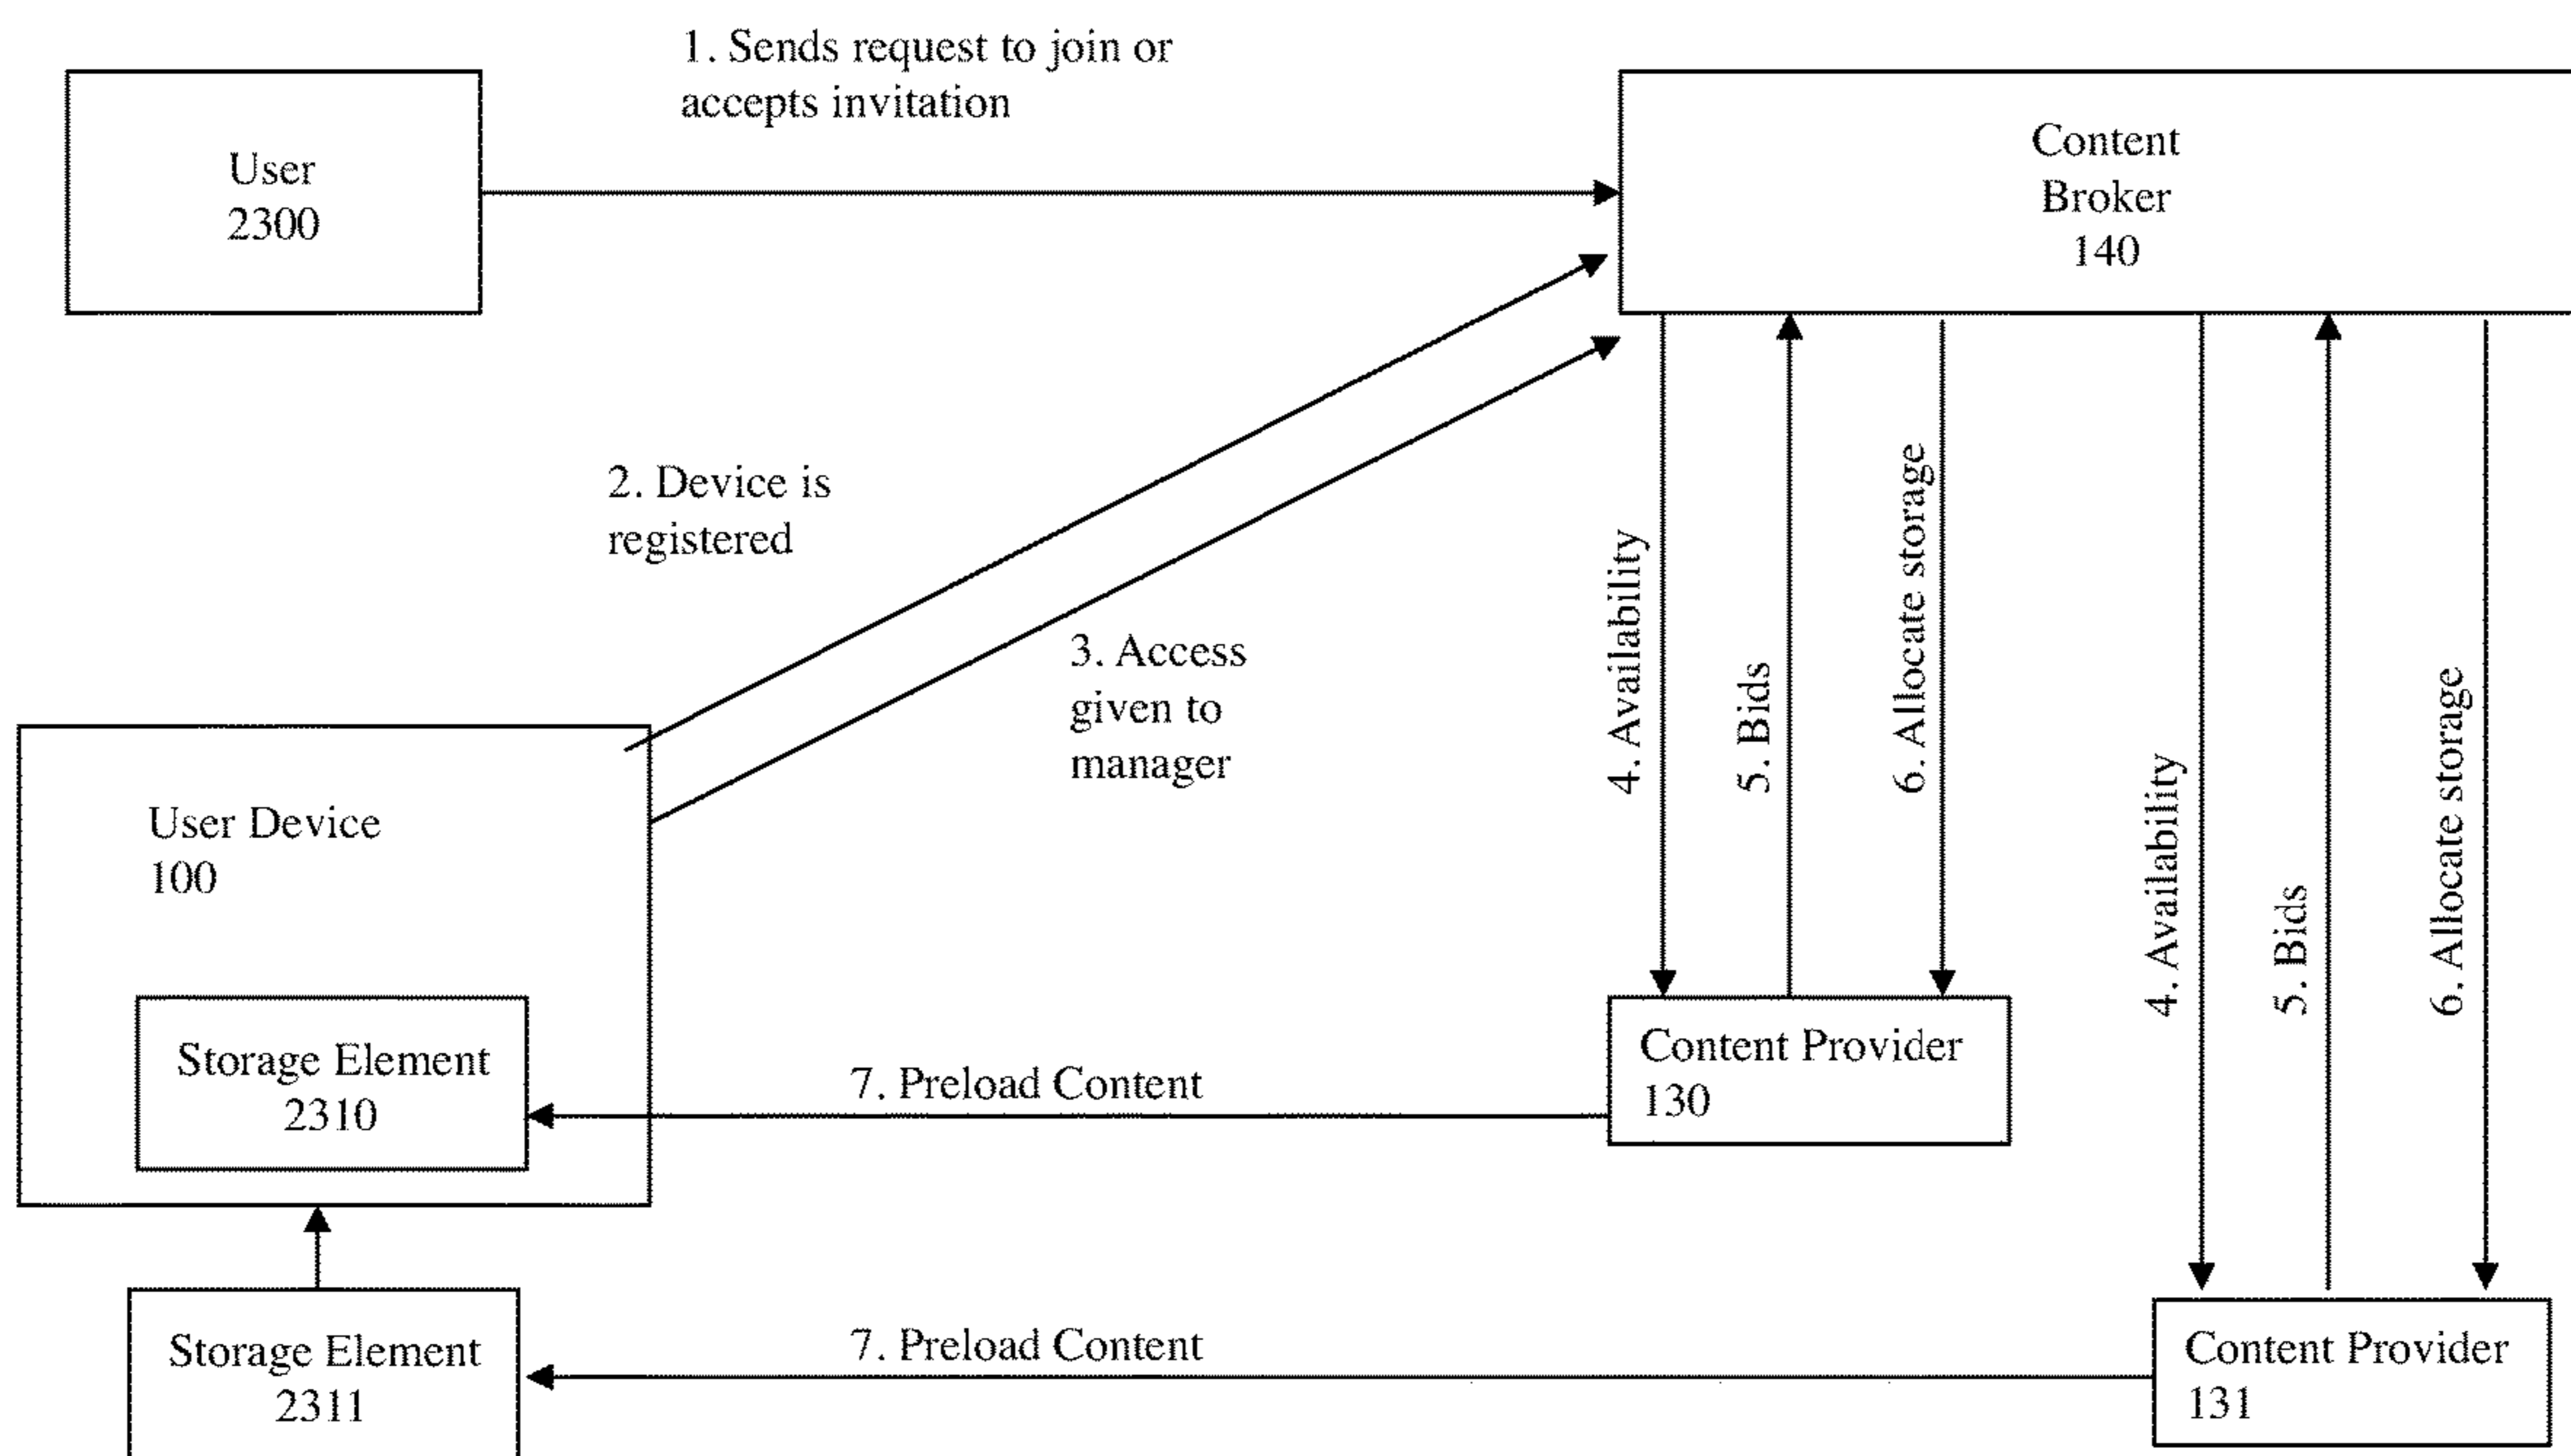 1. Sends request to join or
accepts invitation
User
2300
Content
Broker
140
2. Device is
registered
3. Access
given to
manager
4. Availability
5. Bids
6. Allocate storage
4. Availability
5. Bids
6. Allocate storage
User Device
100
Storage Element
2310
7. Preload Content
Content Provider
130
Storage Element
2311
7. Preload Content
Content Provider
131